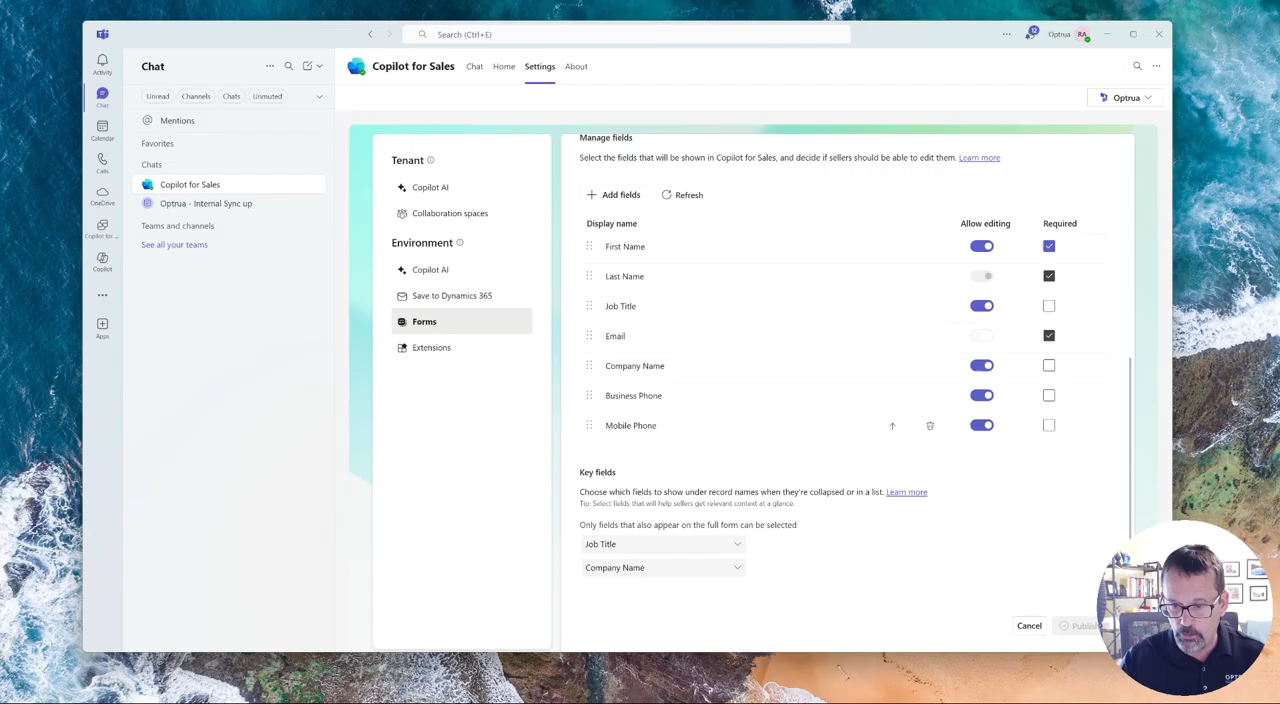 Search (Ctrl+E)
12
Optrua
RA
Activity
Chat
Calendar
Calls
OneDrive
Copilot for ...
Copilot
Apps
Chat
Unread
Channels
Chats
Unmuted
Mentions
Favorites
Chats
Copilot for Sales
Optrua - Internal Sync up
Teams and channels
See all your teams
Copilot for Sales
Chat
Home
Settings
About
Optrua
Tenant
Copilot AI
Collaboration spaces
Environment
Copilot AI
Save to Dynamics 365
Forms
Extensions
Manage fields
Select the fields that will be shown in Copilot for Sales, and decide if sellers should be able to edit them. Learn more
Add fields
Refresh
Display name
Allow editing
Required
First Name
Last Name
Job Title
Email
Company Name
Business Phone
Mobile Phone
Key fields
Choose which fields to show under record names when they're collapsed or in a list. Learn more
Tip: Select fields that will help sellers get relevant context at a glance.
Only fields that also appear on the full form can be selected
Job Title
Company Name
Cancel
Publish